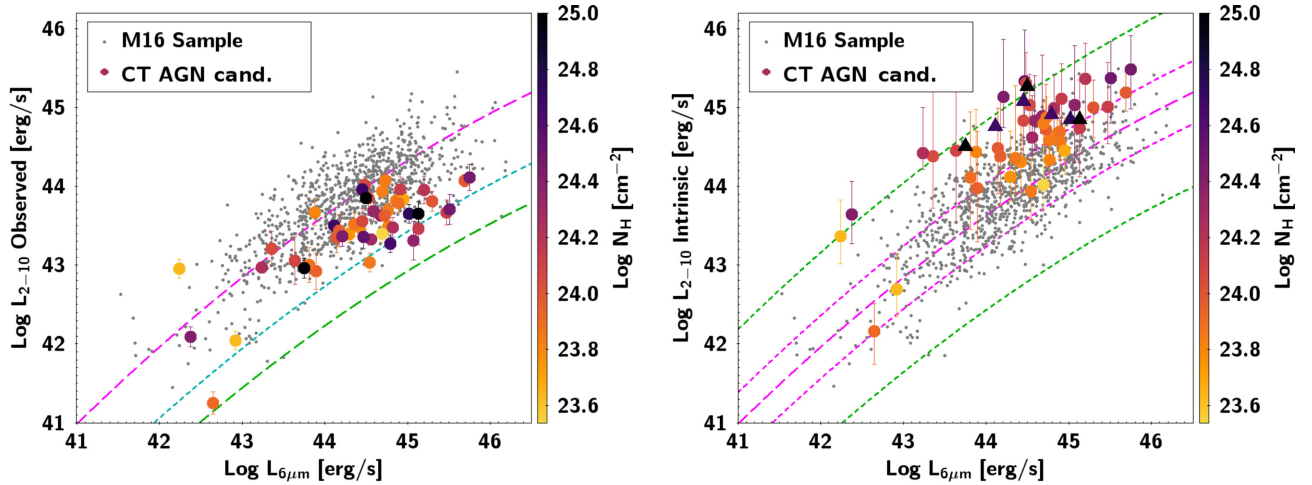 46
45
44
43
42
41
Log L₂₋₁₀ Observed [erg/s]
M16 Sample
CT AGN cand.
41 42 43 44 45 46
Log L₆μm [erg/s]
25.0
24.8
24.6
24.4
24.2
24.0
23.8
23.6
Log N_H [cm⁻²]
46
45
44
43
42
41
Log L₂₋₁₀ Intrinsic [erg/s]
M16 Sample
CT AGN cand.
41 42 43 44 45 46
Log L₆μm [erg/s]
25.0
24.8
24.6
24.4
24.2
24.0
23.8
23.6
Log N_H [cm⁻²]